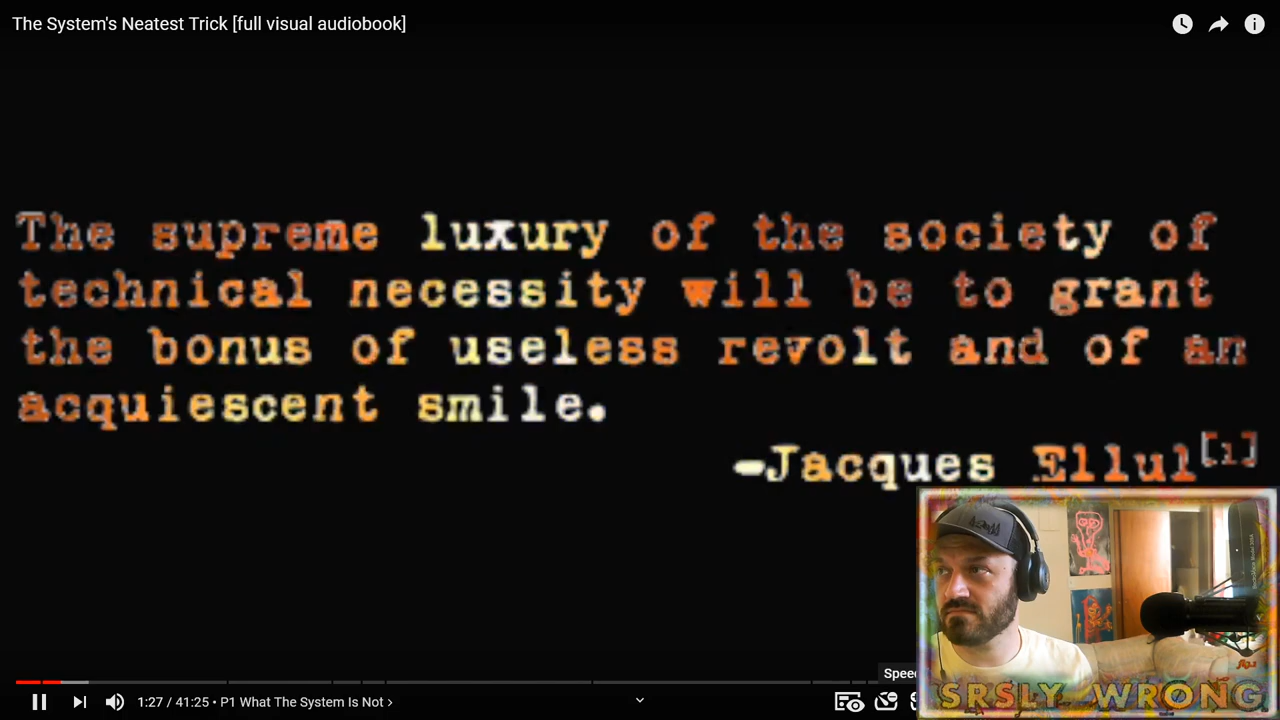 The System's Neatest Trick [full visual audiobook]
The supreme luxury of the society of
technical necessity will be to grant
the bonus of useless revolt and of an
acquiescent smile.
-Jacques Ellul[1]
Spee
1:27 / 41:25 • P1 What The System Is Not ›
SRSLY WRONG